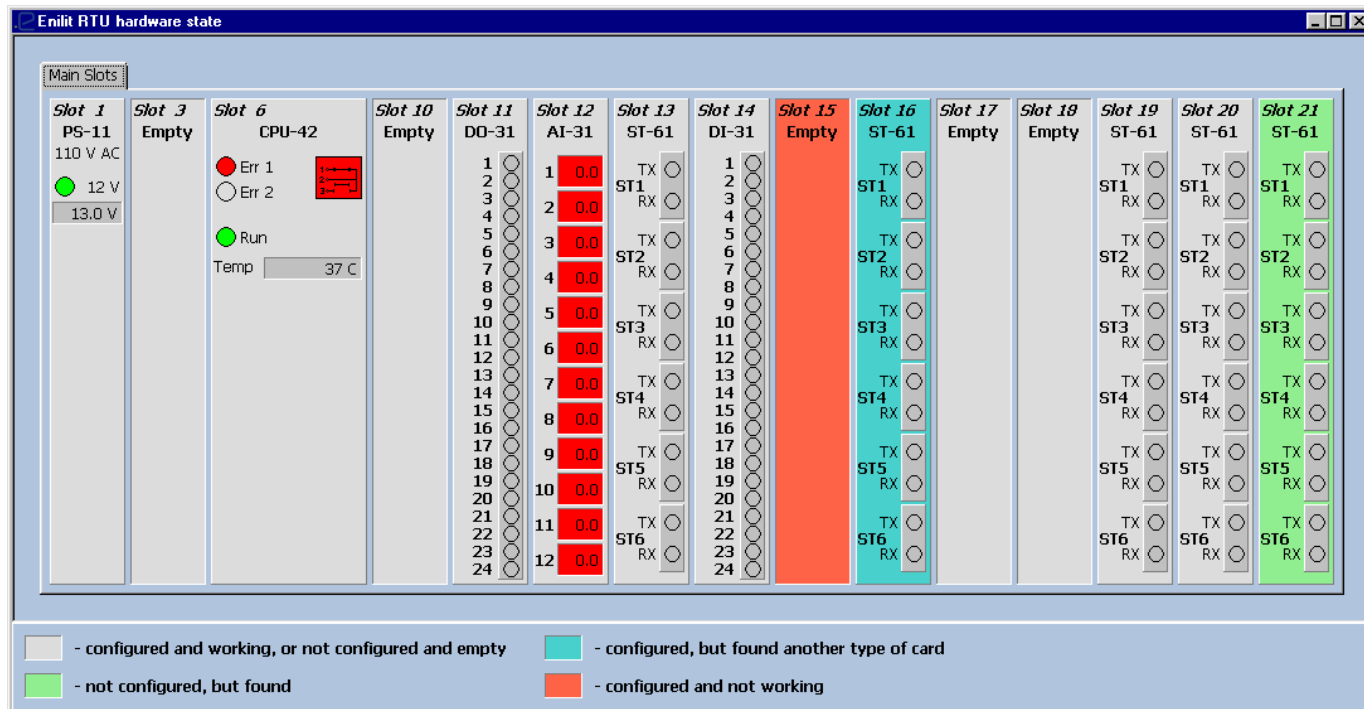 Enilit RTU hardware state
Main Slots
Slot 1 Slot 3 Slot 6 Slot 10 Slot 11 Slot 12 Slot 13 Slot 14 Slot 15 Slot 16 Slot 17 Slot 18 Slot 19 Slot 20 Slot 21
PS-11 Empty CPU-42 Empty DO-31 AI-31 ST-61 DI-31 Empty ST-61 Empty Empty ST-61 ST-61 ST-61
110 V AC
12 V
13.0 V
Err 1
Err 2
1
2
3
Run
Temp 37 C
1
2
3
4
5
6
7
8
9
10
11
12
13
14
15
16
17
18
19
20
21
22
23
24
1 0.0
2 0.0
3 0.0
4 0.0
5 0.0
6 0.0
7 0.0
8 0.0
9 0.0
10 0.0
11 0.0
12 0.0
TX
ST1
RX
TX
ST2
RX
TX
ST3
RX
TX
ST4
RX
TX
ST5
RX
TX
ST6
RX
1
2
3
4
5
6
7
8
9
10
11
12
13
14
15
16
17
18
19
20
21
22
23
24
TX
ST1
RX
TX
ST2
RX
TX
ST3
RX
TX
ST4
RX
TX
ST5
RX
TX
ST6
RX
TX
ST1
RX
TX
ST2
RX
TX
ST3
RX
TX
ST4
RX
TX
ST5
RX
TX
ST6
RX
TX
ST1
RX
TX
ST2
RX
TX
ST3
RX
TX
ST4
RX
TX
ST5
RX
TX
ST6
RX
TX
ST1
RX
TX
ST2
RX
TX
ST3
RX
TX
ST4
RX
TX
ST5
RX
TX
ST6
RX
- configured and working, or not configured and empty
- configured, but found another type of card
- not configured, but found
- configured and not working